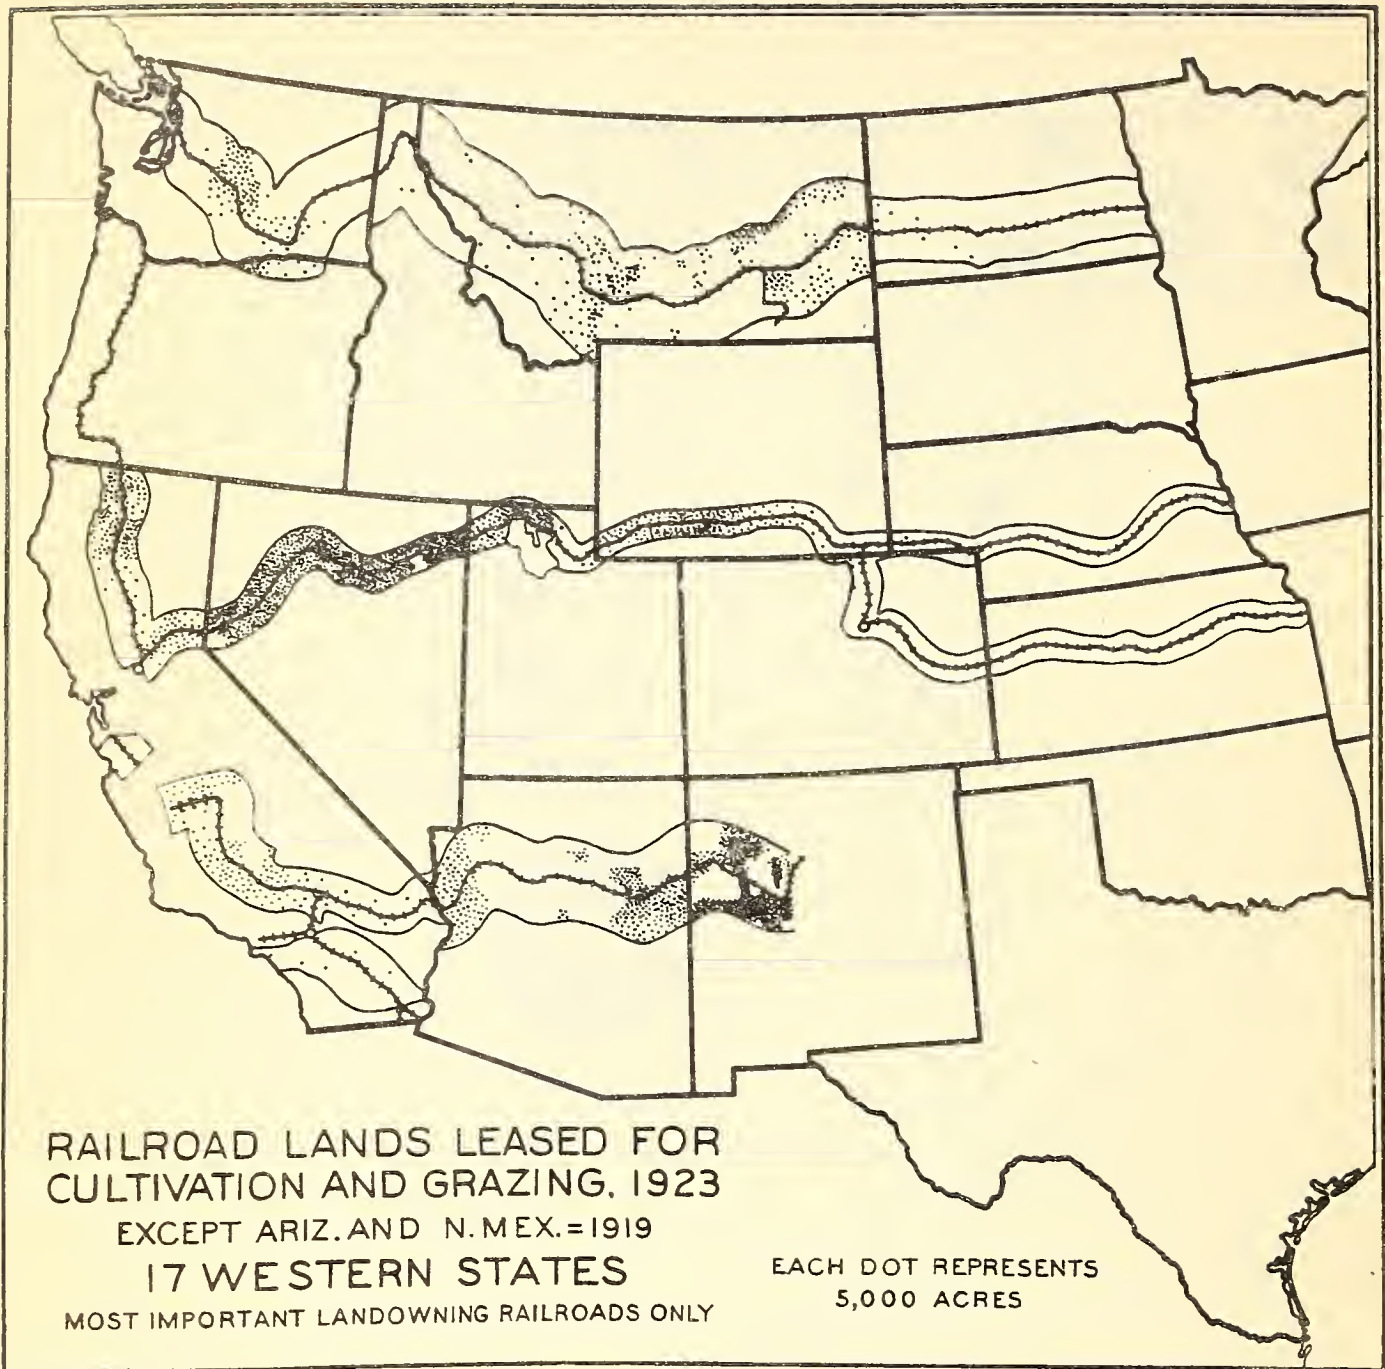 RAILROAD LANDS LEASED FOR
CULTIVATION AND GRAZING, 1923
EXCEPT ARIZ. AND N. MEX.=1919
17 WESTERN STATES
MOST IMPORTANT LANDOWNING RAILROADS ONLY
EACH DOT REPRESENTS
5,000 ACRES